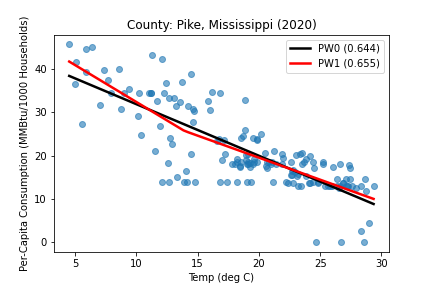 County: Pike, Mississippi (2020)
Per-Capita Consumption (MMBtu/1000 Households)
40
30
20
10
0
PW0 (0.644)
PW1 (0.655)
5 10 15 20 25 30
Temp (deg C)